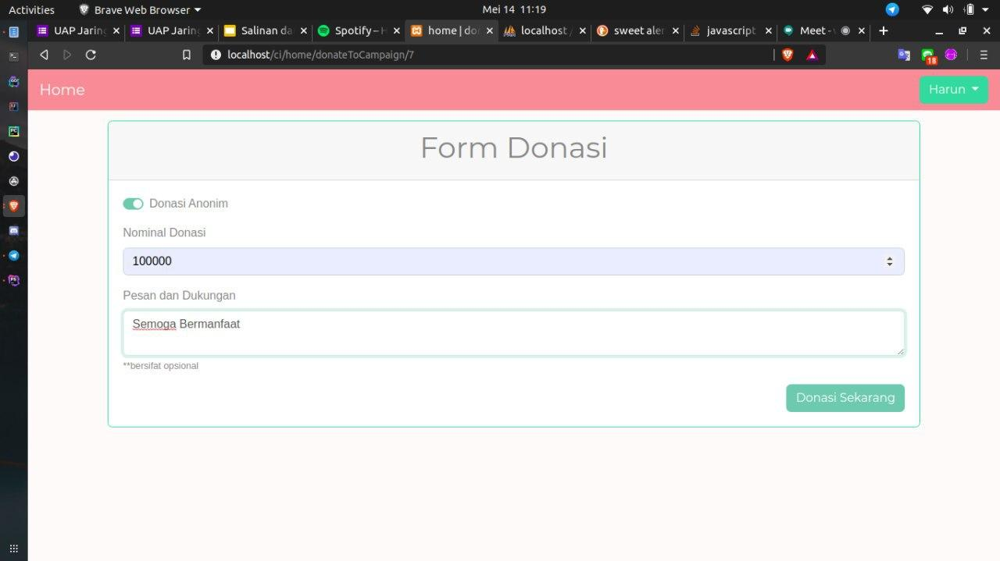 Activities
Brave Web Browser
Mei 14 11:19
UAP Jarin
UAP Jarin
Salinan da
Spotify – H
home | do
localhost /
sweet aler
javascript
Meet -
localhost/ci/home/donateToCampaign/7
18
Home
Harun
Form Donasi
Donasi Anonim
Nominal Donasi
100000
Pesan dan Dukungan
Semoga Bermanfaat
**bersifat opsional
Donasi Sekarang